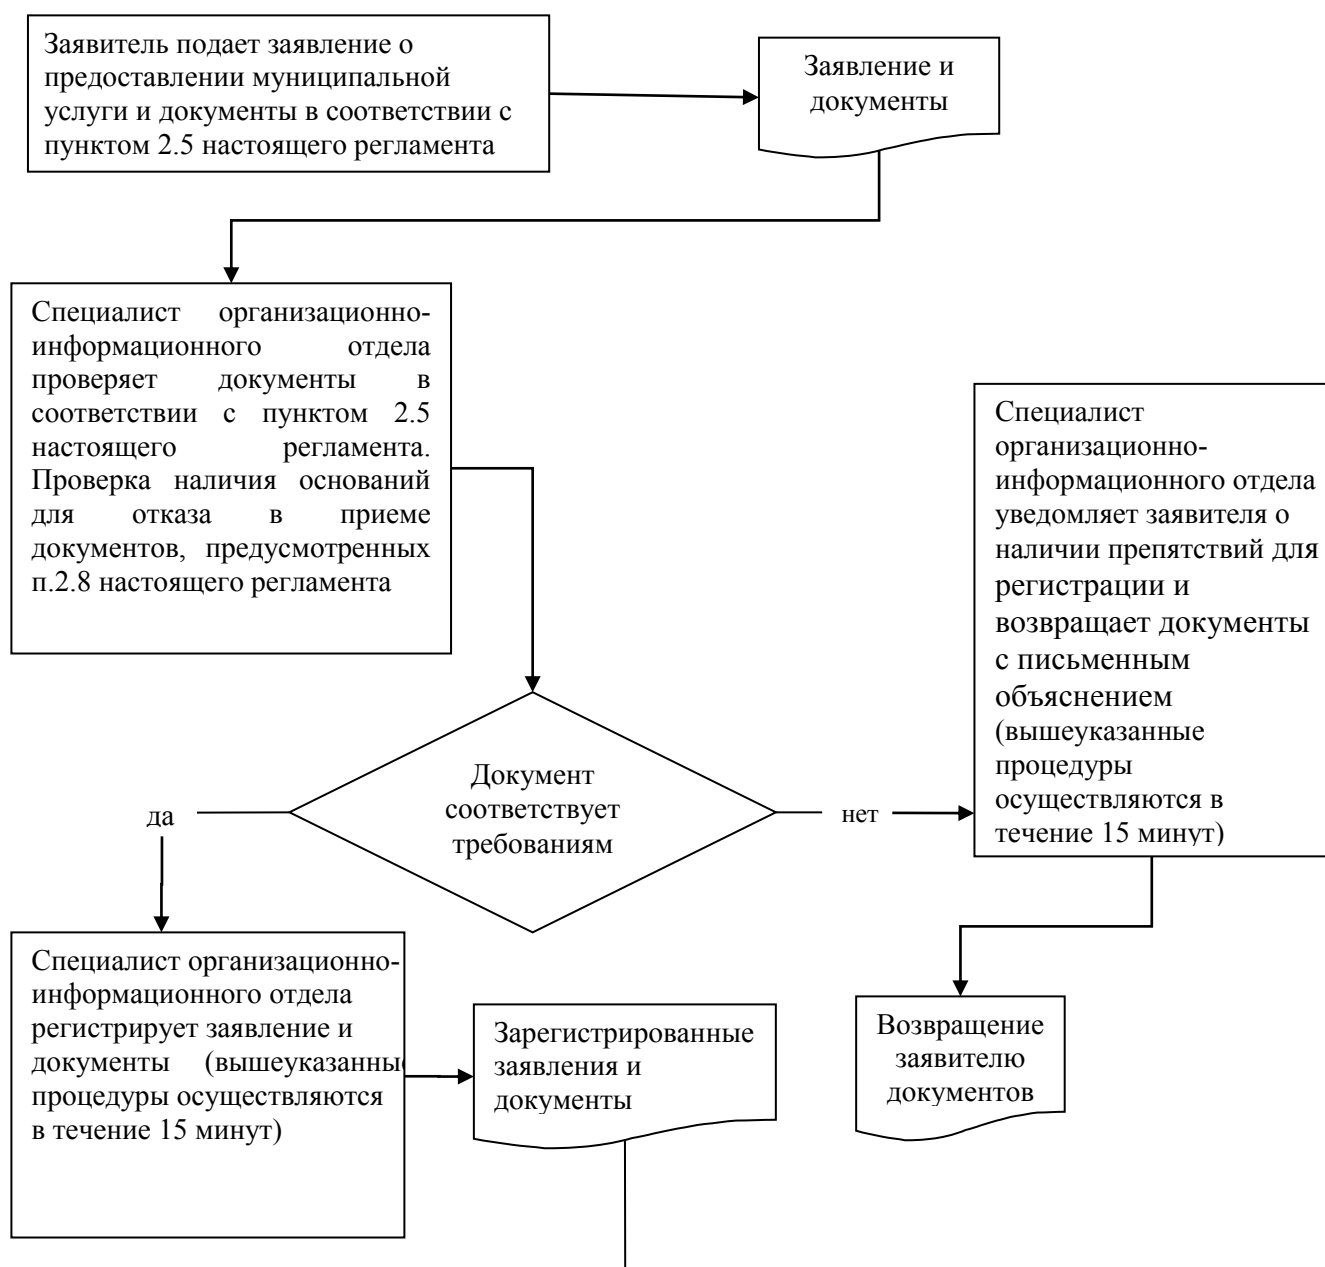 Заявитель подает заявление о
предоставлении муниципальной
услуги и документы в соответствии с
пунктом 2.5 настоящего регламента
Заявление и
документы
Специалист организационно-
информационного отдела
проверяет документы в
соответствии с пунктом 2.5
настоящего регламента.
Проверка наличия оснований
для отказа в приеме
документов, предусмотренных
п.2.8 настоящего регламента
Специалист
организационно-
информационного отдела
уведомляет заявителя о
наличии препятствий для
регистрации и
возвращает документы
с письменным
объяснением
(вышеуказанные
процедуры
осуществляются в
течение 15 минут)
Документ
соответствует
требованиям
да
нет
Специалист организационно-
информационного отдела
регистрирует заявление и
документы (вышеуказанные
процедуры осуществляются
в течение 15 минут)
Зарегистрированные
заявления и
документы
Возвращение
заявителю
документов